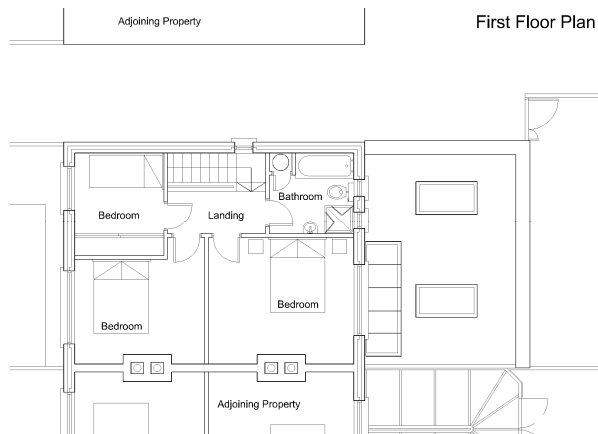 Adjoining Property
First Floor Plan
Bathroom
Bedroom
Landing
Bedroom
Bedroom
Adjoining Property